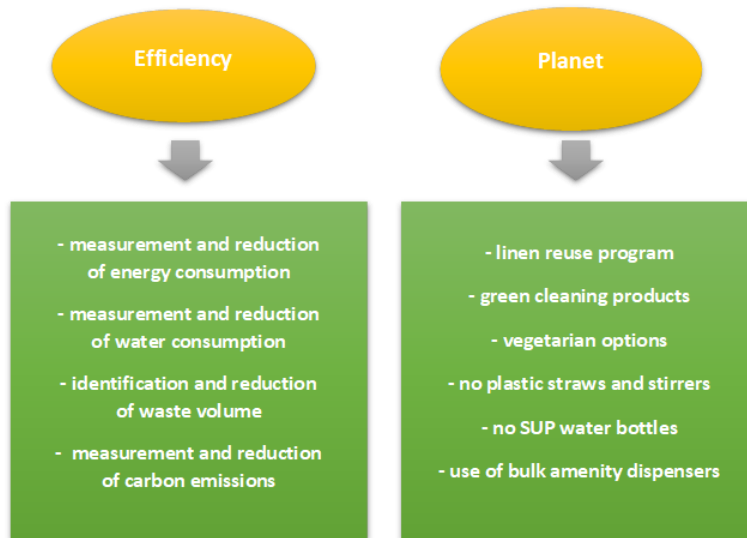 Efficiency
- measurement and reduction
of energy consumption
- measurement and reduction
of water consumption
- identification and reduction
of waste volume
-  measurement and reduction
of carbon emissions
Planet
- linen reuse program
- green cleaning products
- vegetarian options
- no plastic straws and stirrers
- no SUP water bottles
- use of bulk amenity dispensers